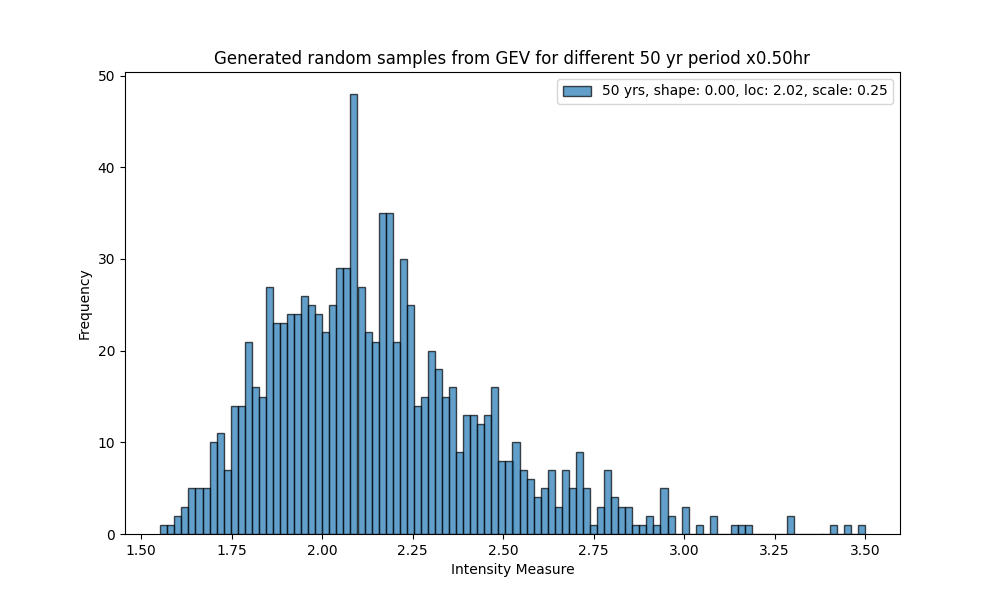 Generated random samples from GEV for different 50 yr period x0.50hr
50 yrs, shape: 0.00, loc: 2.02, scale: 0.25
50
40
30
20
10
0
Frequency
1.50 1.75 2.00 2.25 2.50 2.75 3.00 3.25 3.50
Intensity Measure